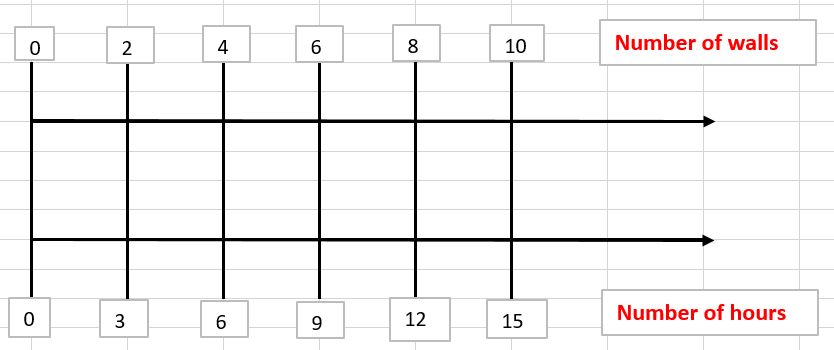 0 2 4 6 8 10 Number of walls
0 3 6 9 12 15 Number of hours